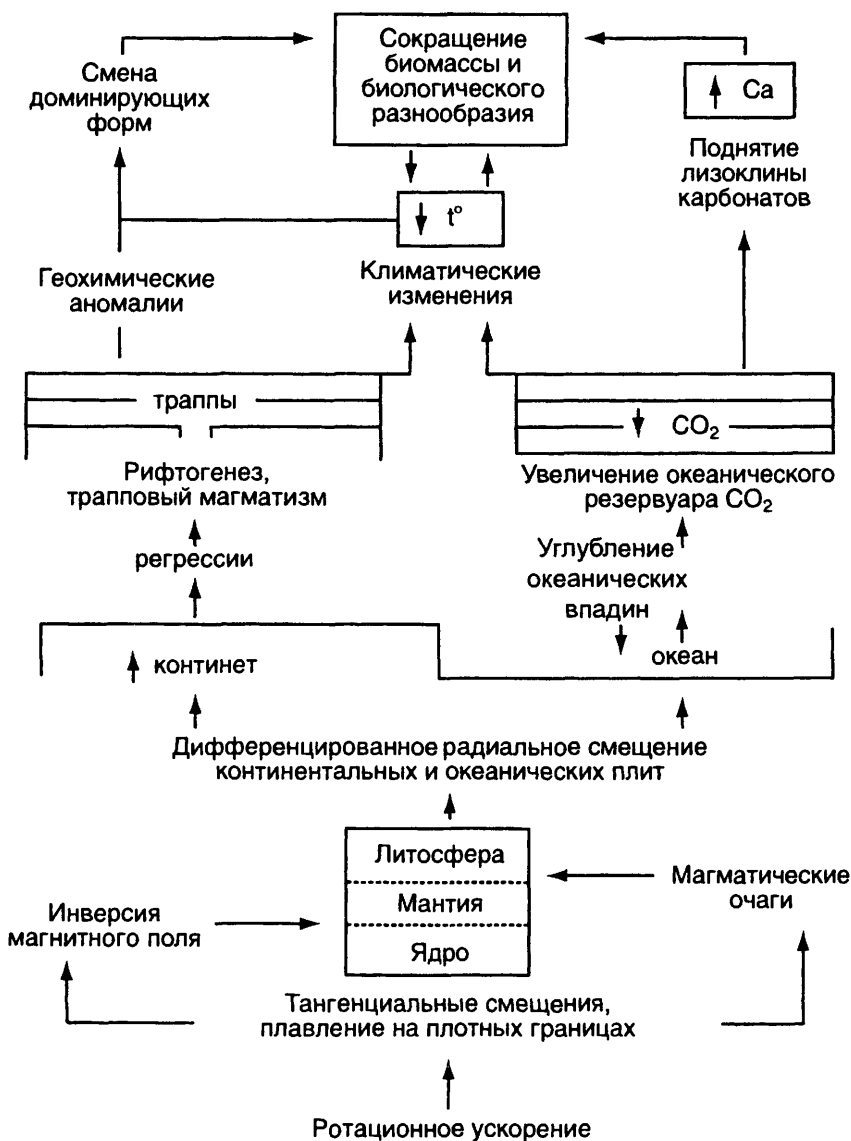 Сокращение
биомассы и
биологического
разнообразия
Смена
доминирующих
форм
Ca
Поднятие
лизоклины
карбонатов
t°
Геохимические
аномалии
Климатические
изменения
траппы
CO₂
Рифтогенез,
трапповый магматизм
Увеличение океанического
резервуара CO₂
регрессии
Углубление
океанических
впадин
континет
океан
Дифференцированное радиальное смещение
континентальных и океанических плит
Литосфера
Мантия
Ядро
Магматические
очаги
Инверсия
магнитного поля
Тангенциальные смещения,
плавление на плотных границах
Ротационное ускорение